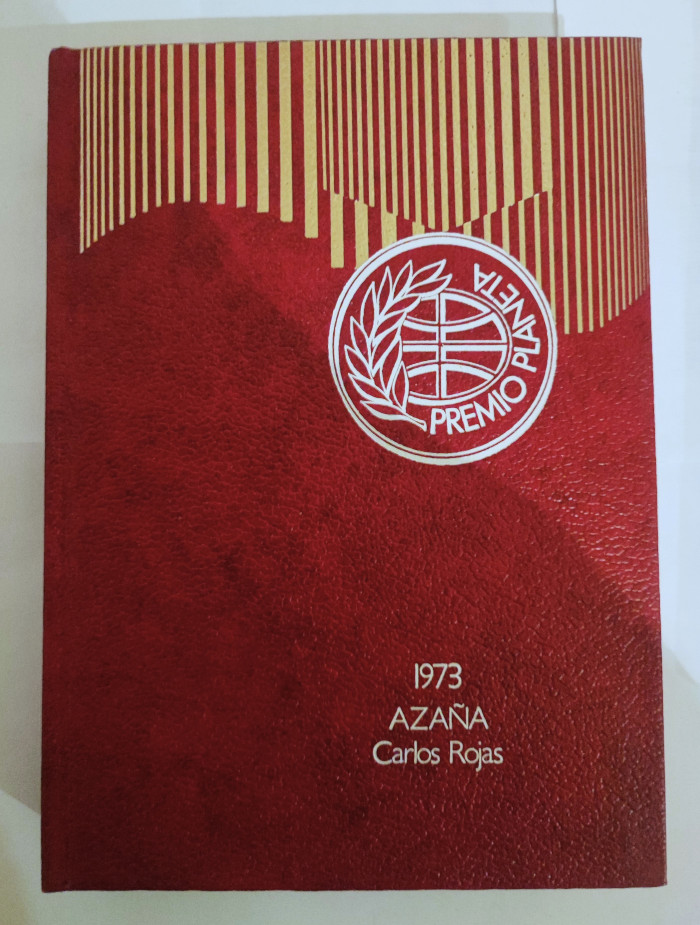 PREMIO PLANETA
1973
AZAÑA
Carlos Rojas